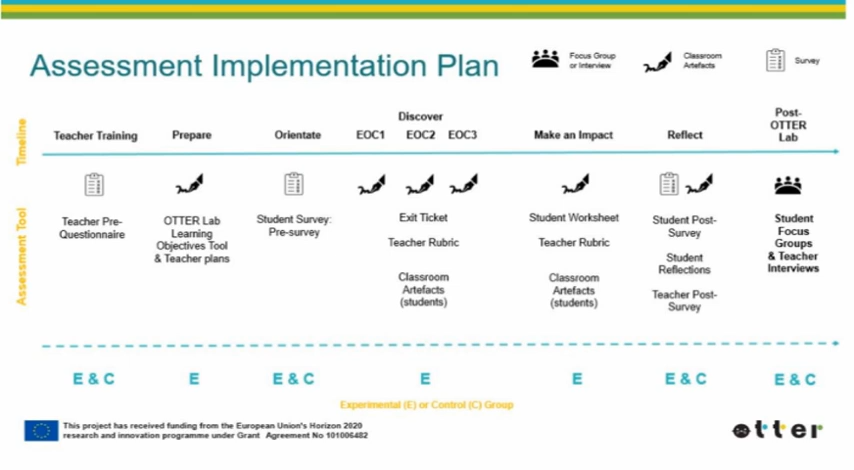 Assessment Implementation Plan
Focus Group
or Interview
Classroom
Artefacts
Survey
Timeline
Teacher Training
Prepare
Orientate
Discover
EOC1 EOC2 EOC3
Make an Impact
Reflect
Post-
OTTER
Lab
Assessment Tool
Teacher Pre-
Questionnaire
OTTER Lab
Learning
Objectives Tool
& Teacher plans
Student Survey:
Pre-survey
Exit Ticket
Teacher Rubric
Classroom
Artefacts
(students)
Student Worksheet
Teacher Rubric
Classroom
Artefacts
(students)
Student Post-
Survey
Student
Reflections
Teacher Post-
Survey
Student
Focus
Groups
& Teacher
Interviews
E & C
E
E & C
E
E
E & C
E & C
Experimental (E) or Control (C) Group
This project has received funding from the European Union's Horizon 2020
research and innovation programme under Grant Agreement No 101006482
otter